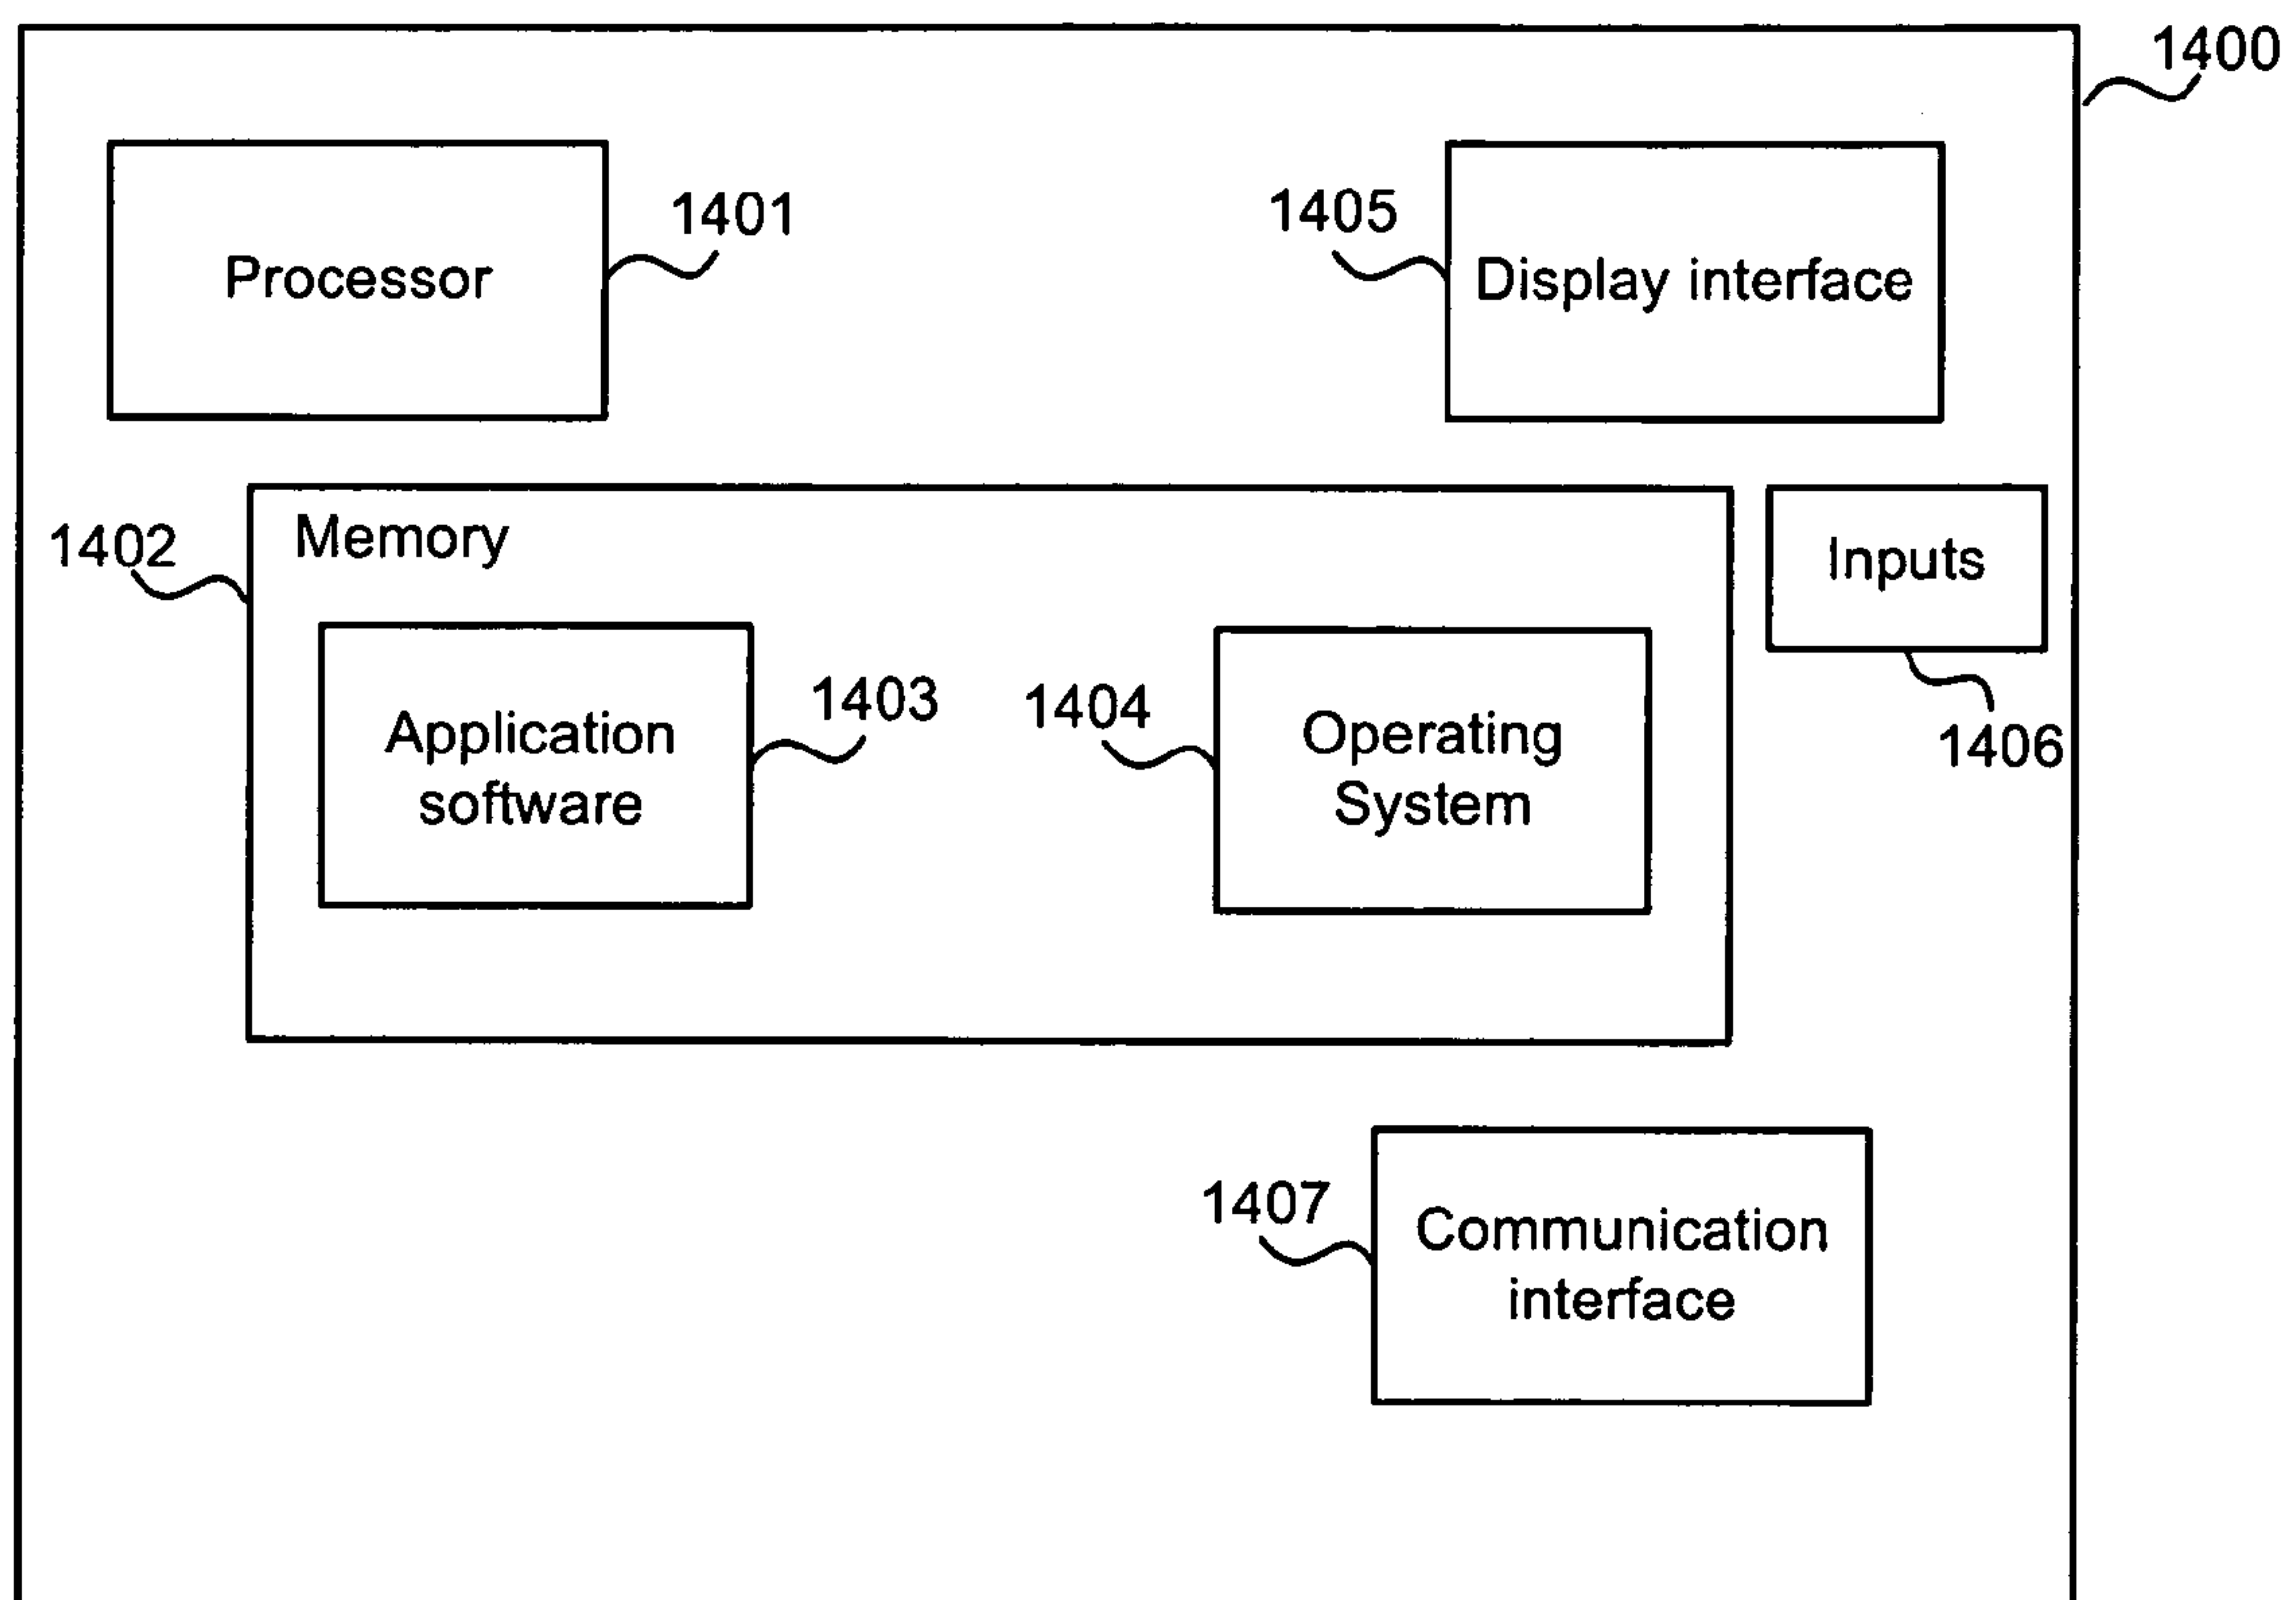 1400
1401
1405
Processor
Display interface
Memory
1402
Inputs
1403
1404
Application
software
Operating
System
1406
1407
Communication
interface